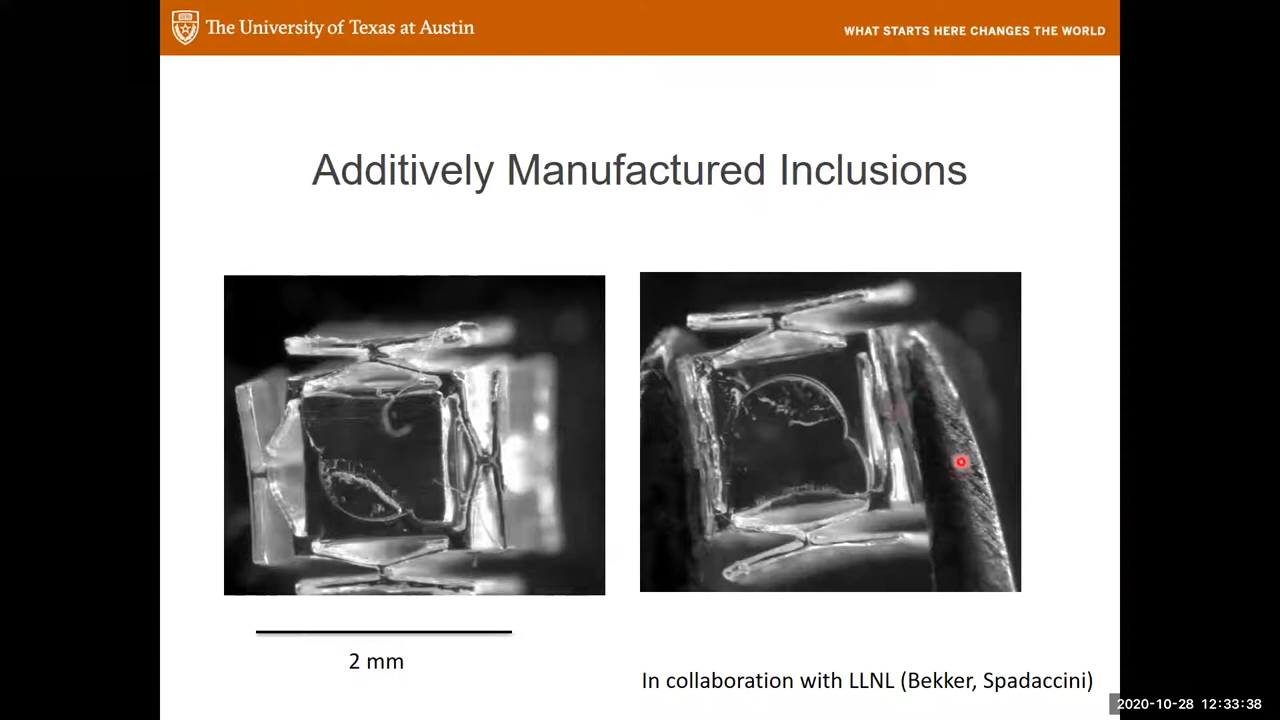 The University of Texas at Austin
WHAT STARTS HERE CHANGES THE WORLD
Additively Manufactured Inclusions
2 mm
In collaboration with LLNL (Bekker, Spadaccini)
2020-10-28 12:33:38